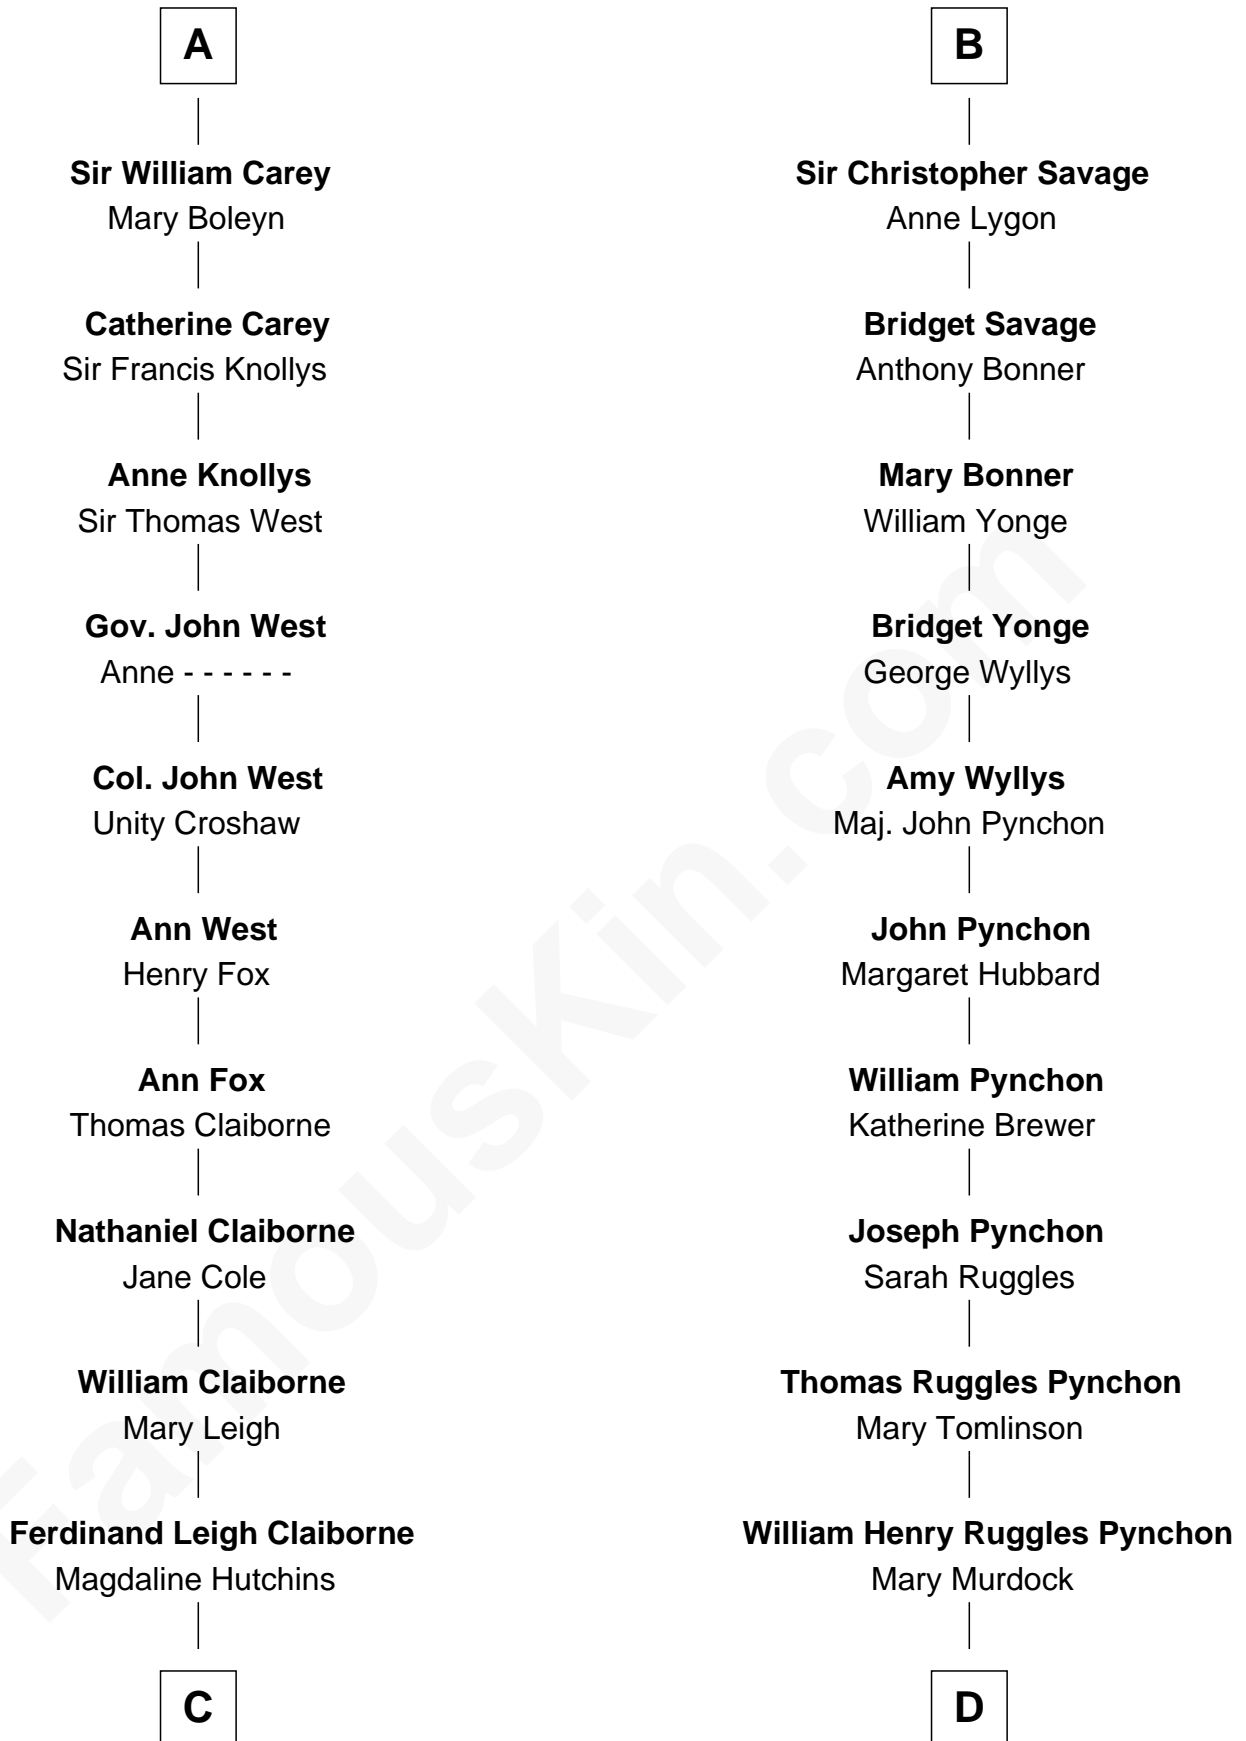 A
Sir William Carey
Mary Boleyn
Catherine Carey
Sir Francis Knollys
Anne Knollys
Sir Thomas West
Gov. John West
Anne - - - - - -
Col. John West
Unity Croshaw
Ann West
Henry Fox
Ann Fox
Thomas Claiborne
Nathaniel Claiborne
Jane Cole
William Claiborne
Mary Leigh
Ferdinand Leigh Claiborne
Magdaline Hutchins
C
B
Sir Christopher Savage
Anne Lygon
Bridget Savage
Anthony Bonner
Mary Bonner
William Yonge
Bridget Yonge
George Wyllys
Amy Wyllys
Maj. John Pynchon
John Pynchon
Margaret Hubbard
William Pynchon
Katherine Brewer
Joseph Pynchon
Sarah Ruggles
Thomas Ruggles Pynchon
Mary Tomlinson
William Henry Ruggles Pynchon
Mary Murdock
D
FamousKin.com